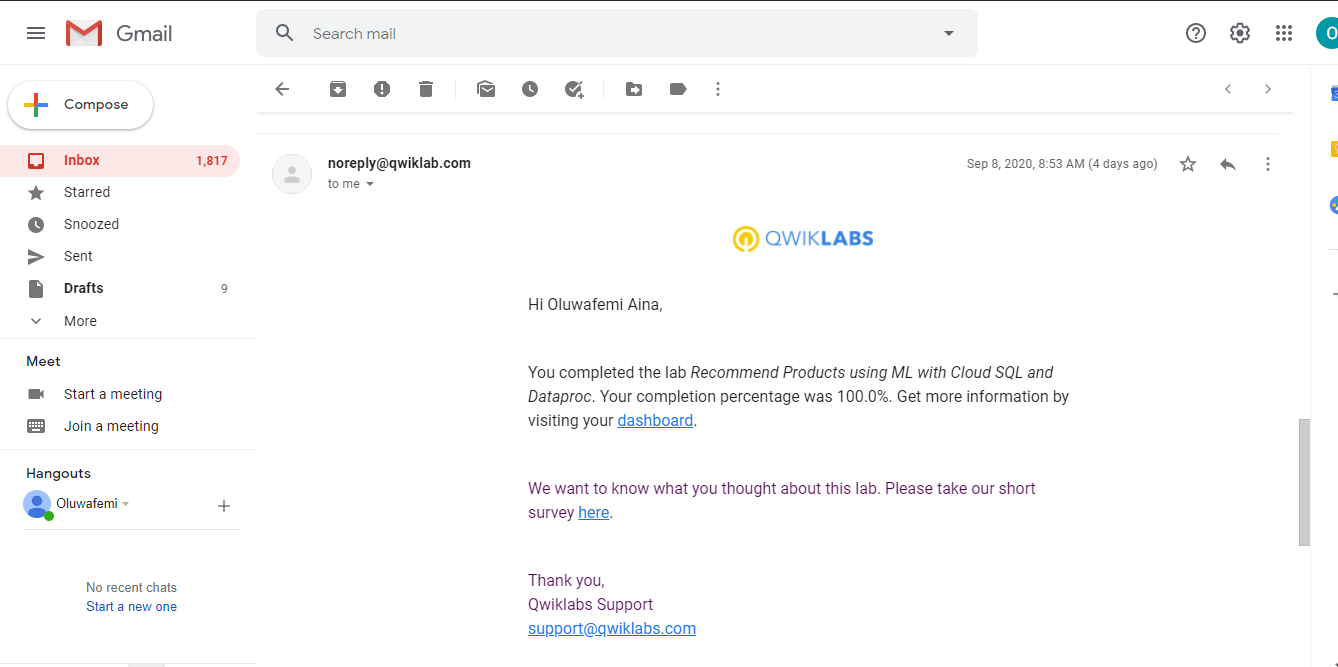 Gmail
Search mail
O
Compose
Inbox 1,817
Starred
Snoozed
Sent
Drafts 9
More
Meet
Start a meeting
Join a meeting
Hangouts
Oluwafemi
No recent chats
Start a new one
noreply@qwiklab.com
Sep 8, 2020, 8:53 AM (4 days ago)
to me
QWIKLABS
Hi Oluwafemi Aina,
You completed the lab Recommend Products using ML with Cloud SQL and
Dataproc. Your completion percentage was 100.0%. Get more information by
visiting your dashboard.
We want to know what you thought about this lab. Please take our short
survey here.
Thank you,
Qwiklabs Support
support@qwiklabs.com